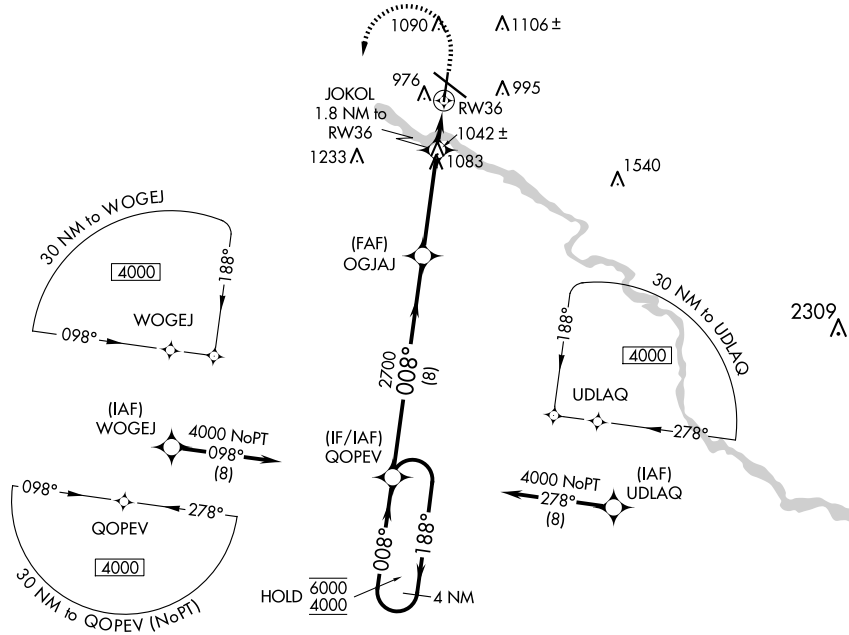 1090
1106 ±
976
995
JOKOL
1.8 NM to
RW36
RW36
1042 ±
1233
1083
1540
30 NM to WOGEJ
4000
188°
WOGEJ
098°
(FAF)
OGJAJ
30 NM to UDLAQ
2309
188°
4000
UDLAQ
278°
2700
008°
(8)
(IAF)
WOGEJ
4000 NoPT
098°
(8)
(IF/IAF)
QOPEV
4000 NoPT
278°
(8)
(IAF)
UDLAQ
098°
278°
QOPEV
4000
30 NM to QOPEV (NoPT)
008°
188°
HOLD
6000
4000
4 NM